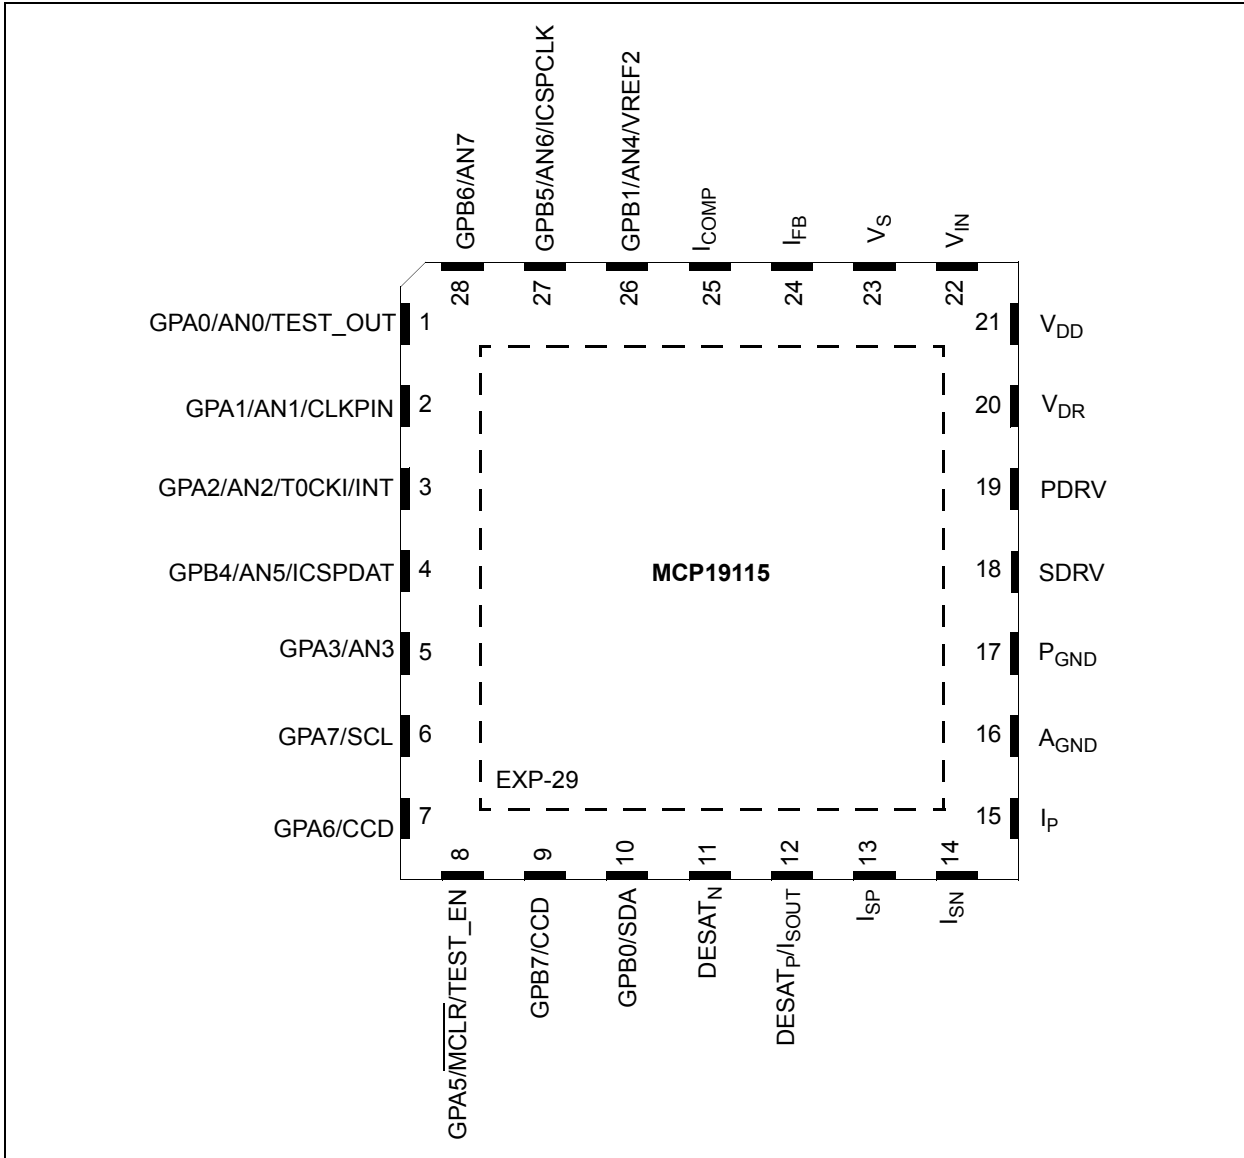 GPB6/AN7
GPB5/AN6/ICSPCLK
GPB1/AN4/VREF2
ICOMP
IFB
VS
VIN
28
27
26
25
24
23
22
GPA0/AN0/TEST_OUT 1
21 VDD
GPA1/AN1/CLKPIN 2
20 VDR
GPA2/AN2/T0CKI/INT 3
19 PDRV
GPB4/AN5/ICSPDAT 4
MCP19115
18 SDRV
GPA3/AN3 5
17 PGND
GPA7/SCL 6
16 AGND
EXP-29
GPA6/CCD 7
15 IP
8
9
10
11
12
13
14
GPA5/MCLR/TEST_EN
GPB7/CCD
GPB0/SDA
DESATN
DESATP/ISOUT
ISP
ISN